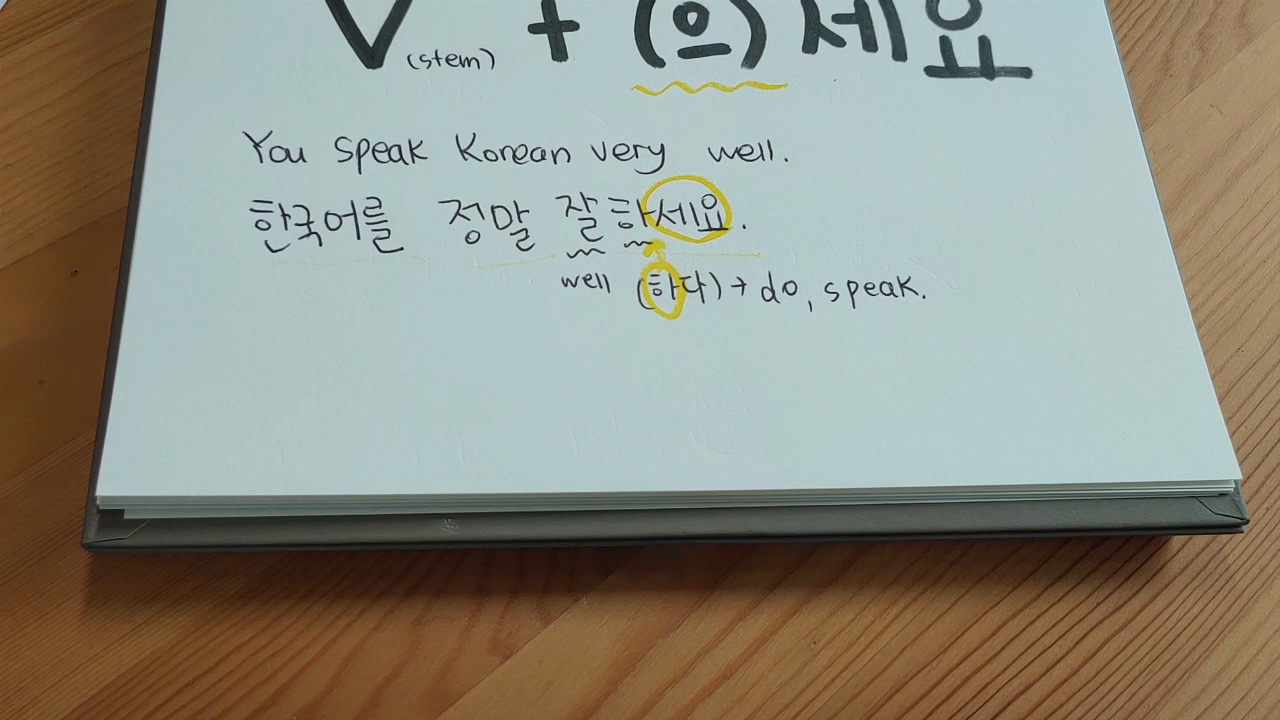 V(stem) + (으)세요
You speak Korean very well.
한국어를 정말 잘 하세요.
well (하다) → do, speak.